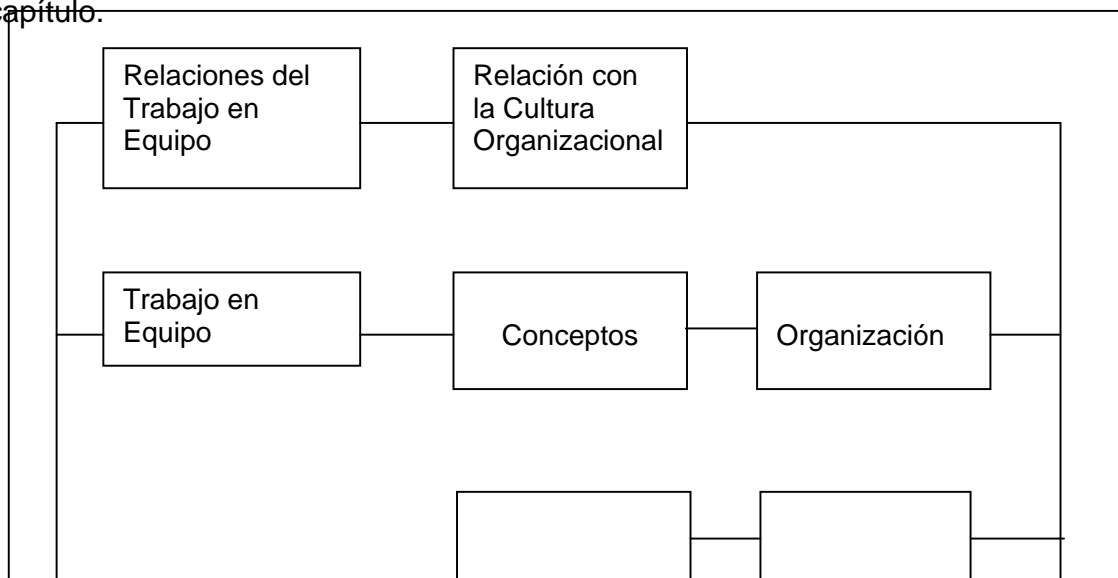 capítulo.
Relaciones del
Trabajo en
Equipo
Relación con
la Cultura
Organizacional
Trabajo en
Equipo
Conceptos
Organización